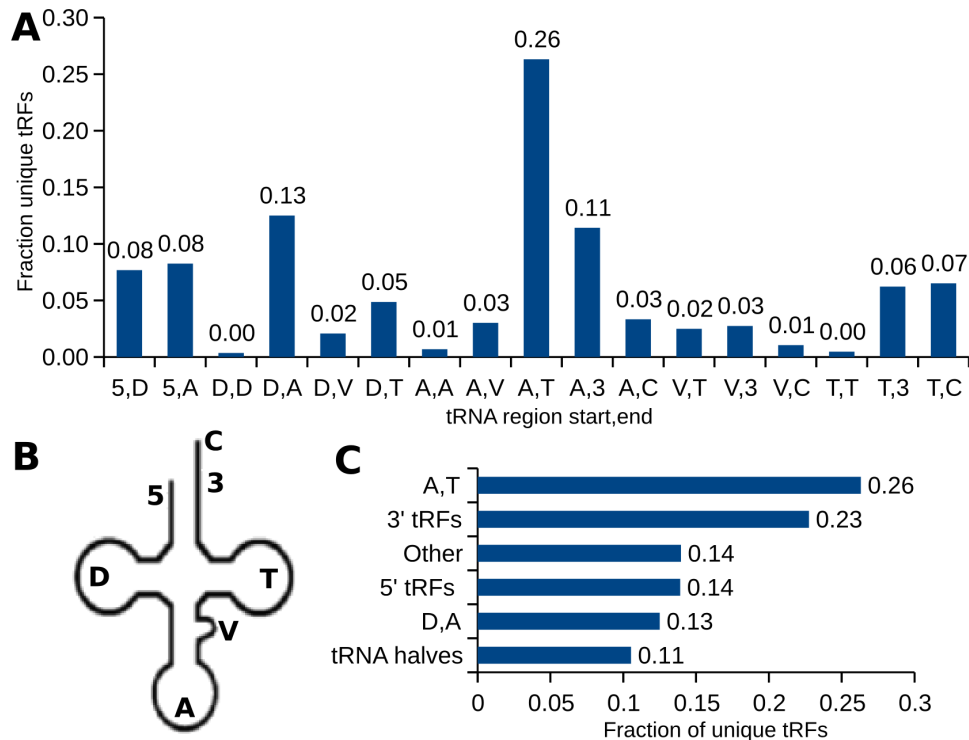 A
Fraction unique tRFs
0.30
0.25
0.20
0.15
0.10
0.05
0.00
0.08 0.08 0.00 0.13 0.02 0.05 0.01 0.03 0.26 0.11 0.03 0.02 0.03 0.01 0.00 0.06 0.07
5,D 5,A D,D D,A D,V D,T A,A A,V A,T A,3 A,C V,T V,3 V,C T,T T,3 T,C
tRNA region start,end
B
C
3
5
D
T
V
A
C
A,T 0.26
3' tRFs 0.23
Other 0.14
5' tRFs 0.14
D,A 0.13
tRNA halves 0.11
0 0.05 0.1 0.15 0.2 0.25 0.3
Fraction of unique tRFs